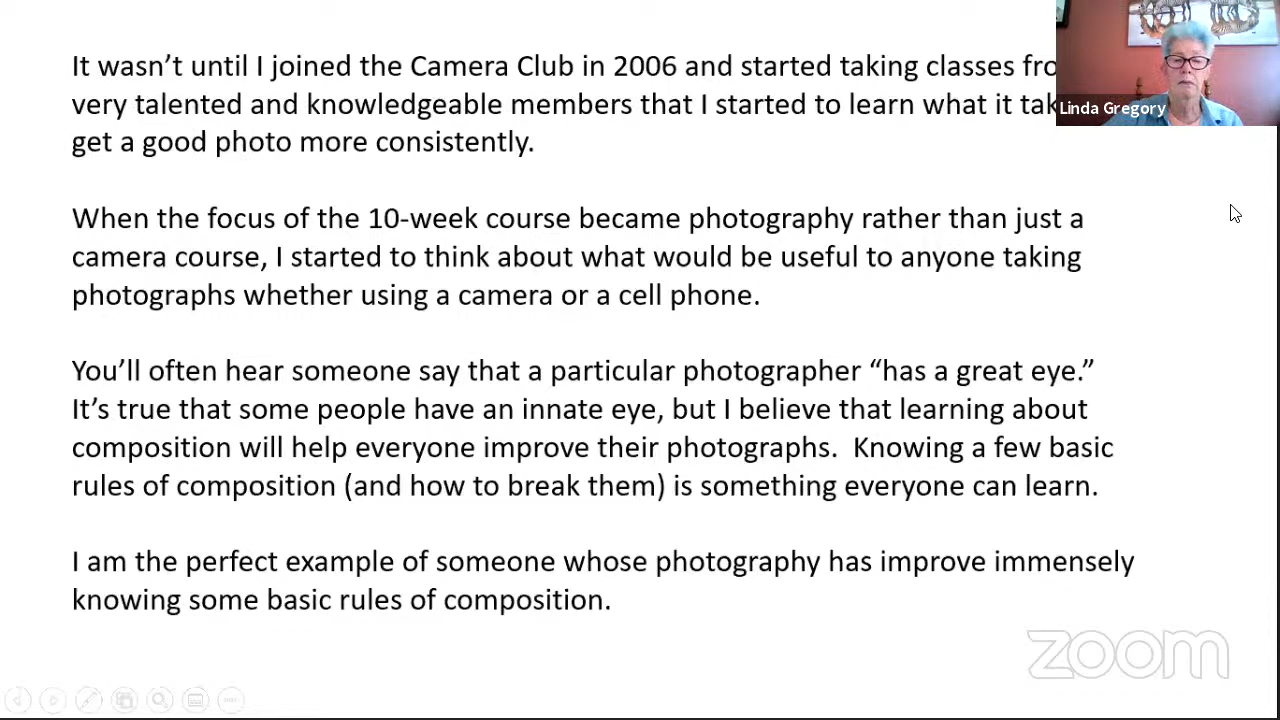 It wasn’t until I joined the Camera Club in 2006 and started taking classes
very talented and knowledgeable members that I started to learn what it
get a good photo more consistently.
When the focus of the 10-week course became photography rather than just a
camera course, I started to think about what would be useful to anyone taking
photographs whether using a camera or a cell phone.
You’ll often hear someone say that a particular photographer “has a great eye.”
It’s true that some people have an innate eye, but I believe that learning about
composition will help everyone improve their photographs.  Knowing a few basic
rules of composition (and how to break them) is something everyone can learn.
I am the perfect example of someone whose photography has improve immensely
knowing some basic rules of composition.
Linda Gregory
zoom